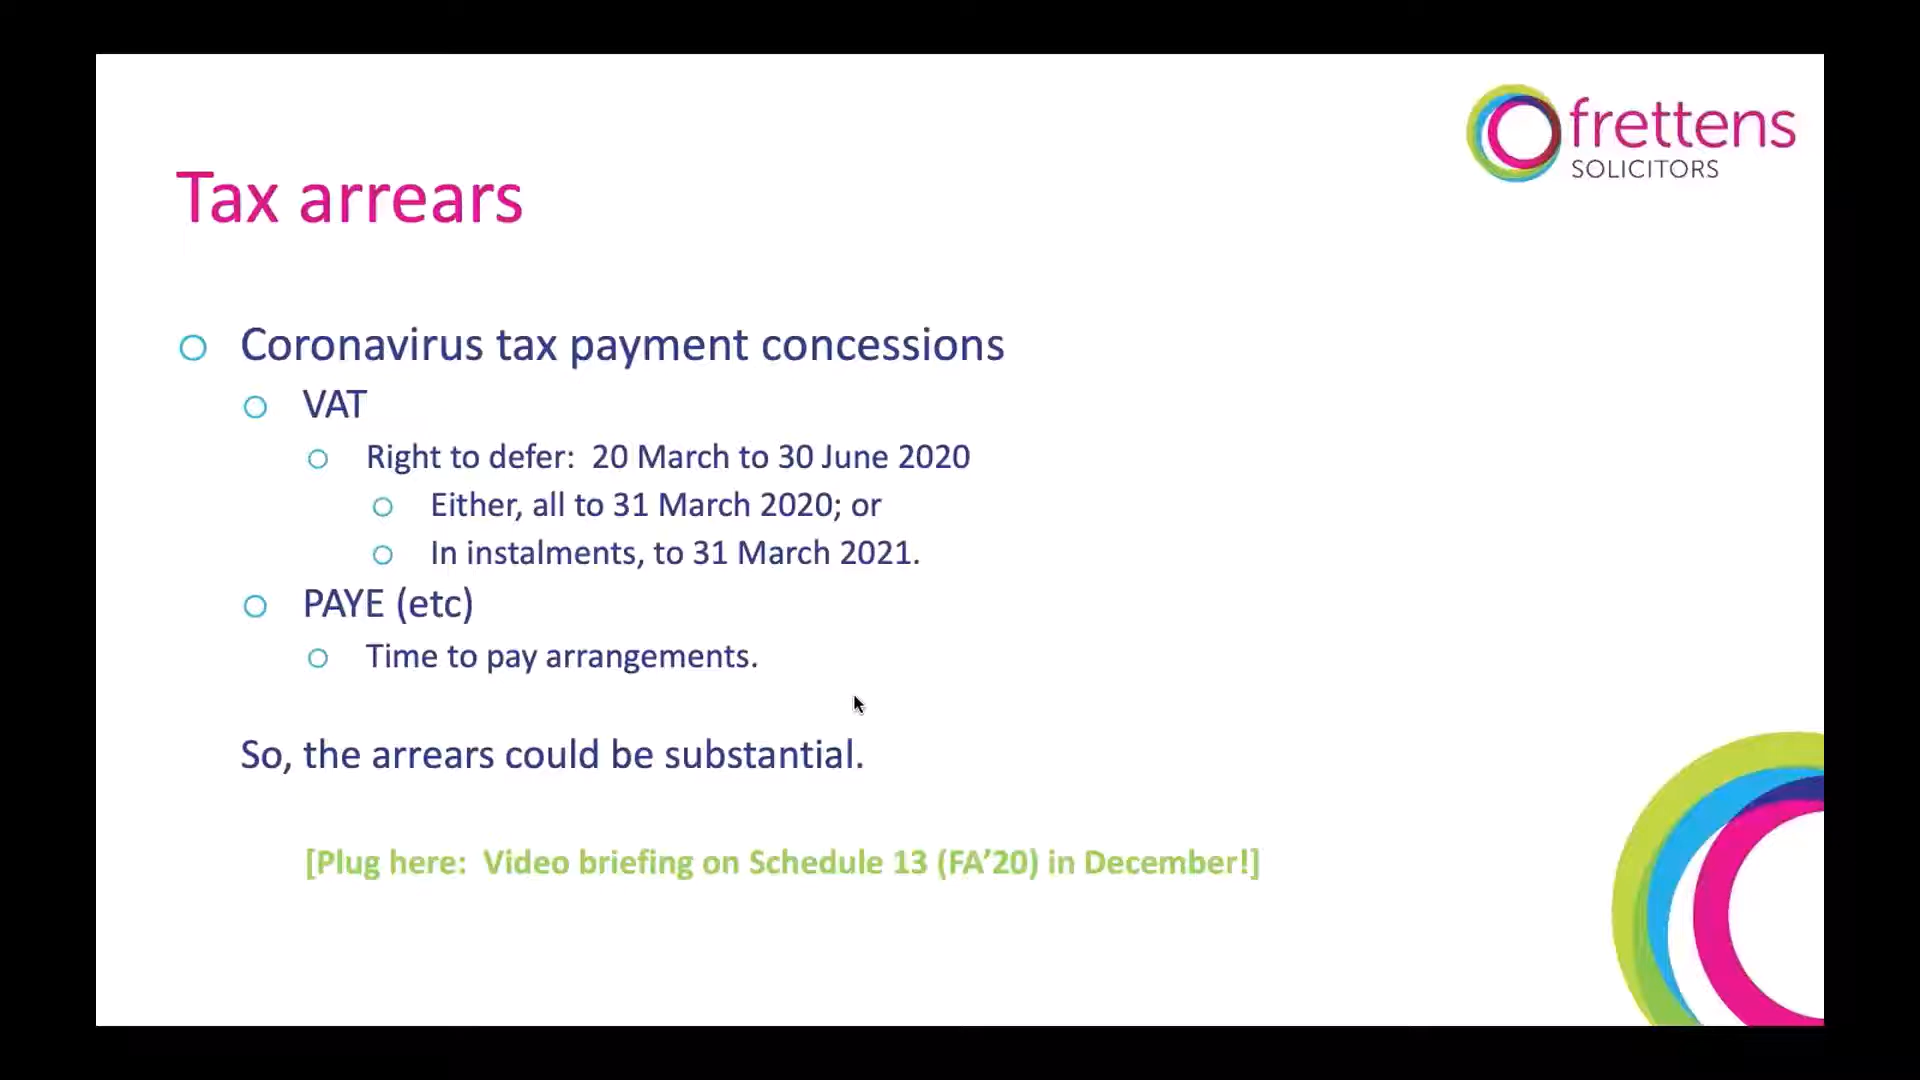 frettens
SOLICITORS
Tax arrears
Coronavirus tax payment concessions
VAT
Right to defer: 20 March to 30 June 2020
Either, all to 31 March 2020; or
In instalments, to 31 March 2021.
PAYE (etc)
Time to pay arrangements.
So, the arrears could be substantial.
[Plug here: Video briefing on Schedule 13 (FA’20) in December!]